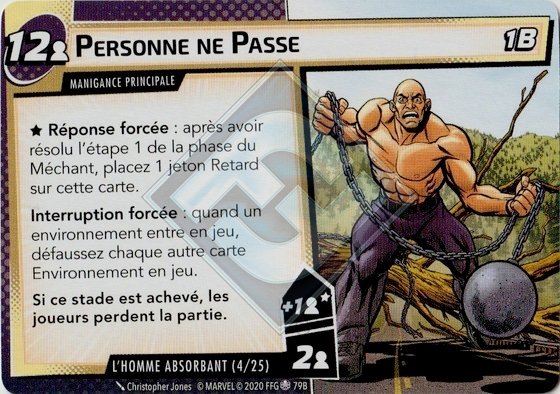 12
PERSONNE NE PASSE
1B
MANIGANCE PRINCIPALE
★ Réponse forcée : après avoir
résolu l'étape 1 de la phase du
Méchant, placez 1 jeton Retard
sur cette carte.
Interruption forcée : quand un
environnement entre en jeu,
défaussez chaque autre carte
Environnement en jeu.
Si ce stade est achevé, les
joueurs perdent la partie.
+1★
2
L'HOMME ABSORBANT (4/25)
Christopher Jones © MARVEL © 2020 FFG 79B